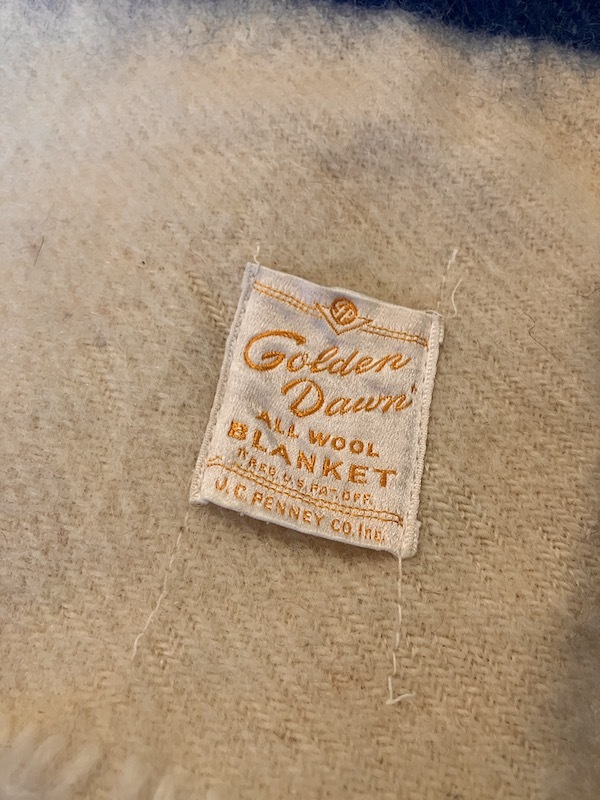 Golden
Dawn'
ALL WOOL
BLANKET
REG. U.S. PAT. OFF.
J. C. PENNEY CO. Inc.